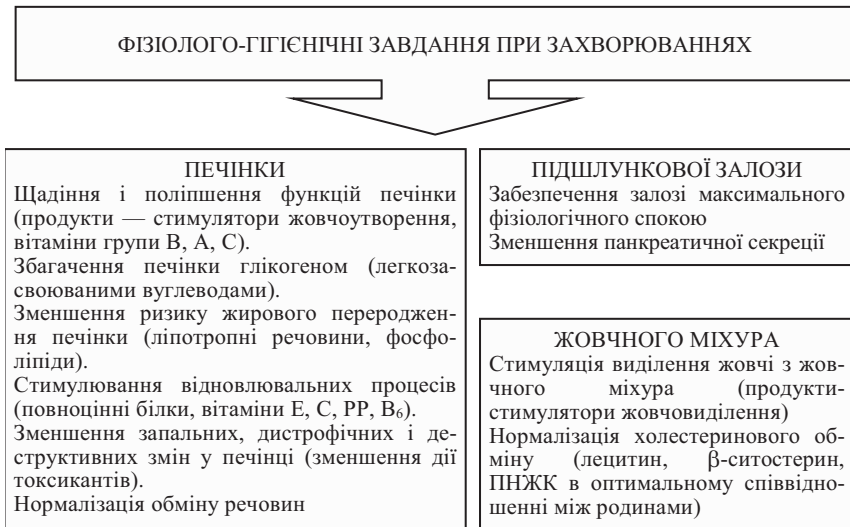 ФІЗІОЛОГО-ГІГІЄНІЧНІ ЗАВДАННЯ ПРИ ЗАХВОРЮВАННЯХ
ПЕЧІНКИ
Щадіння і поліпшення функцій печінки
(продукти — стимулятори жовчоутворення,
вітаміни групи В, А, С).
Збагачення печінки глікогеном (легкоза-
своюваними вуглеводами).
Зменшення ризику жирового перероджен-
ня печінки (ліпотропні речовини, фосфо-
ліпіди).
Стимулювання відновлювальних процесів
(повноцінні білки, вітаміни Е, С, РР, В₆).
Зменшення запальних, дистрофічних і де-
структивних змін у печінці (зменшення дії
токсикантів).
Нормалізація обміну речовин
ПІДШЛУНКОВОЇ ЗАЛОЗИ
Забезпечення залозі максимального
фізіологічного спокою
Зменшення панкреатичної секреції
ЖОВЧНОГО МІХУРА
Стимуляція виділення жовчі з жов-
чного міхура (продукти-
стимулятори жовчовиділення)
Нормалізація холестеринового об-
міну (лецитин, β-ситостерин,
ПНЖК в оптимальному співвідно-
шенні між родинами)